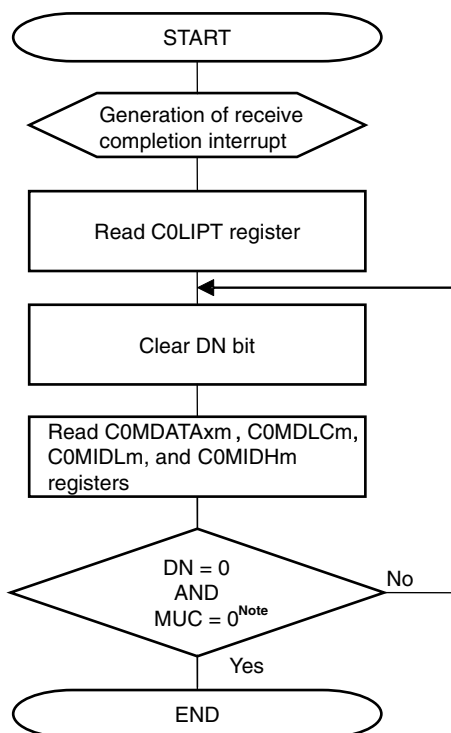 START
Generation of receive
completion interrupt
Read C0LIPT register
Clear DN bit
Read C0MDATAxm, C0MDLCm,
C0MIDLm, and C0MIDHm
registers
DN = 0
AND
MUC = 0Note
No
Yes
END